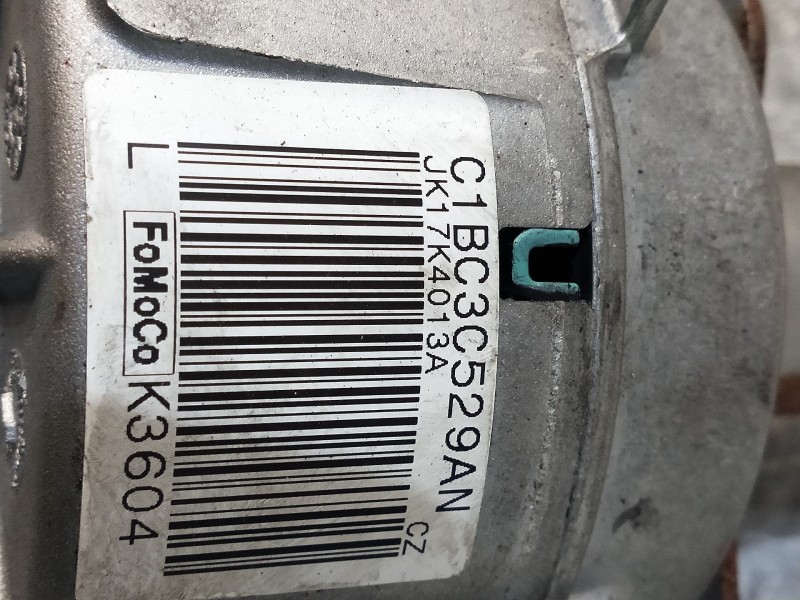 C1BC3C529AN
JK17K4013A
CZ
L FoMoCo K3604